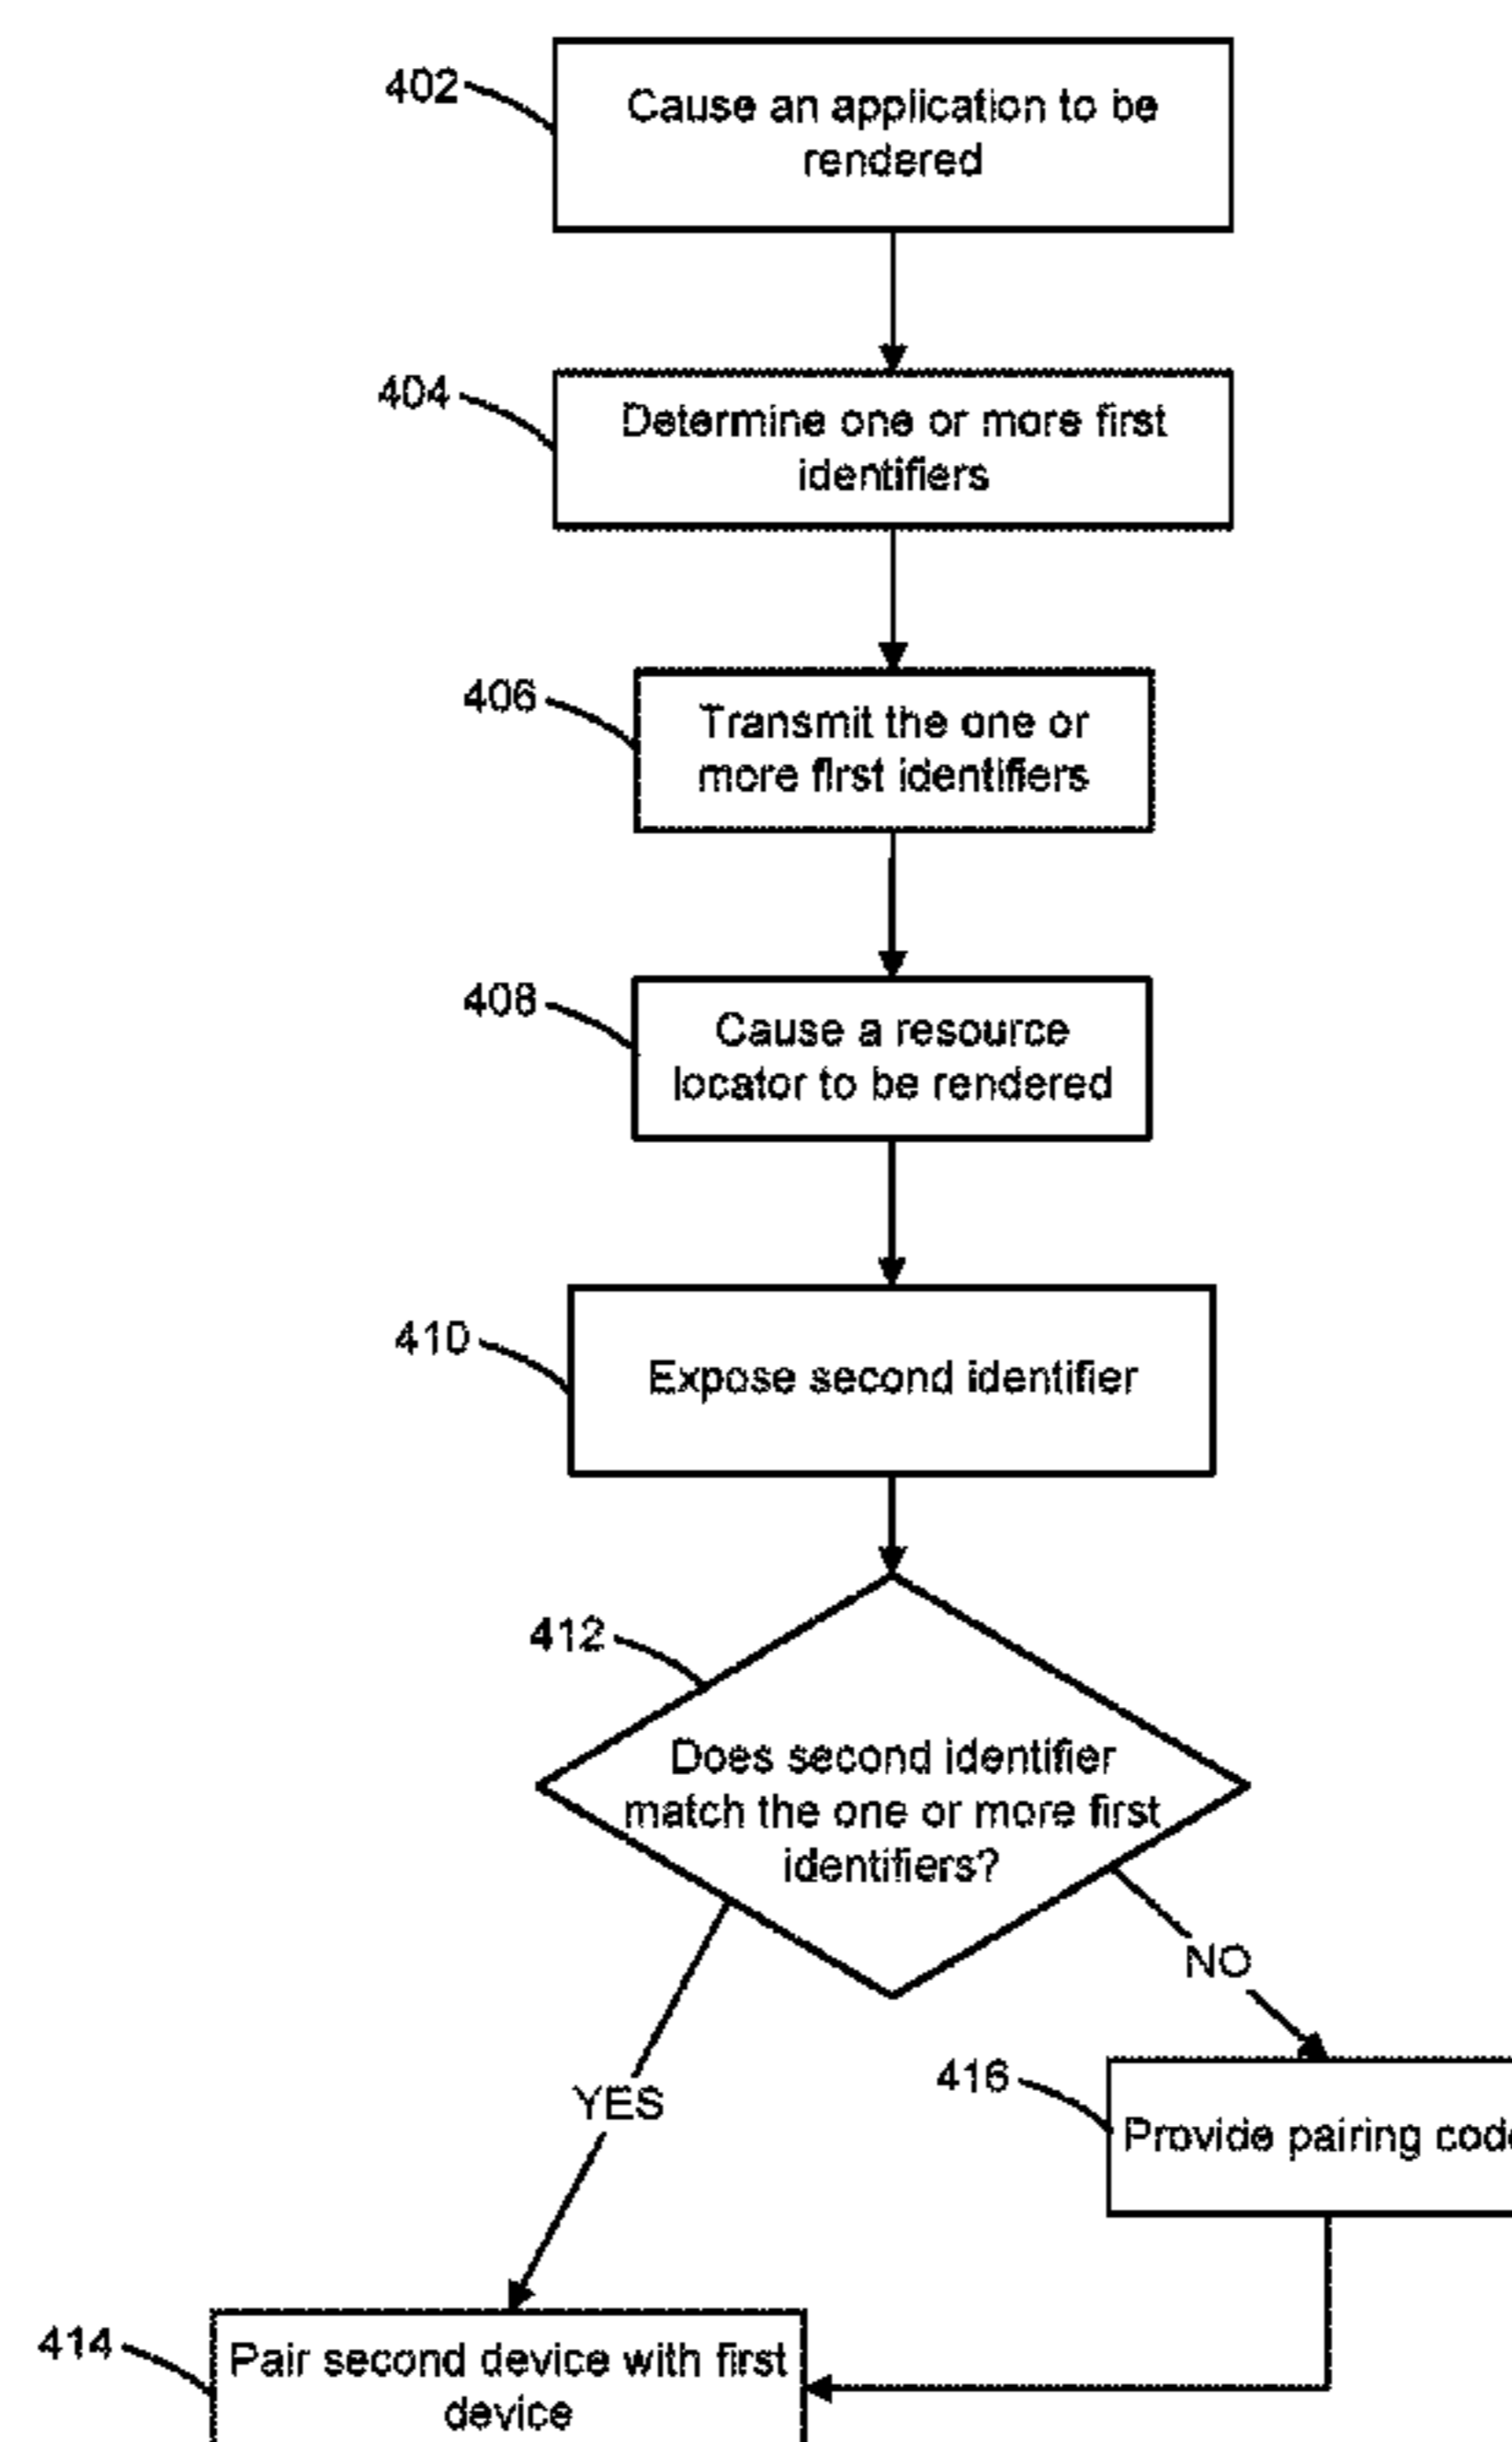 402
Cause an application to be
rendered
404
Determine one or more first
identifiers
406
Transmit the one or
more first identifiers
408
Cause a resource
locator to be rendered
410
Expose second identifier
412
Does second identifier
match the one or more first
identifiers?
NO
YES
416
Provide pairing code
414
Pair second device with first
device